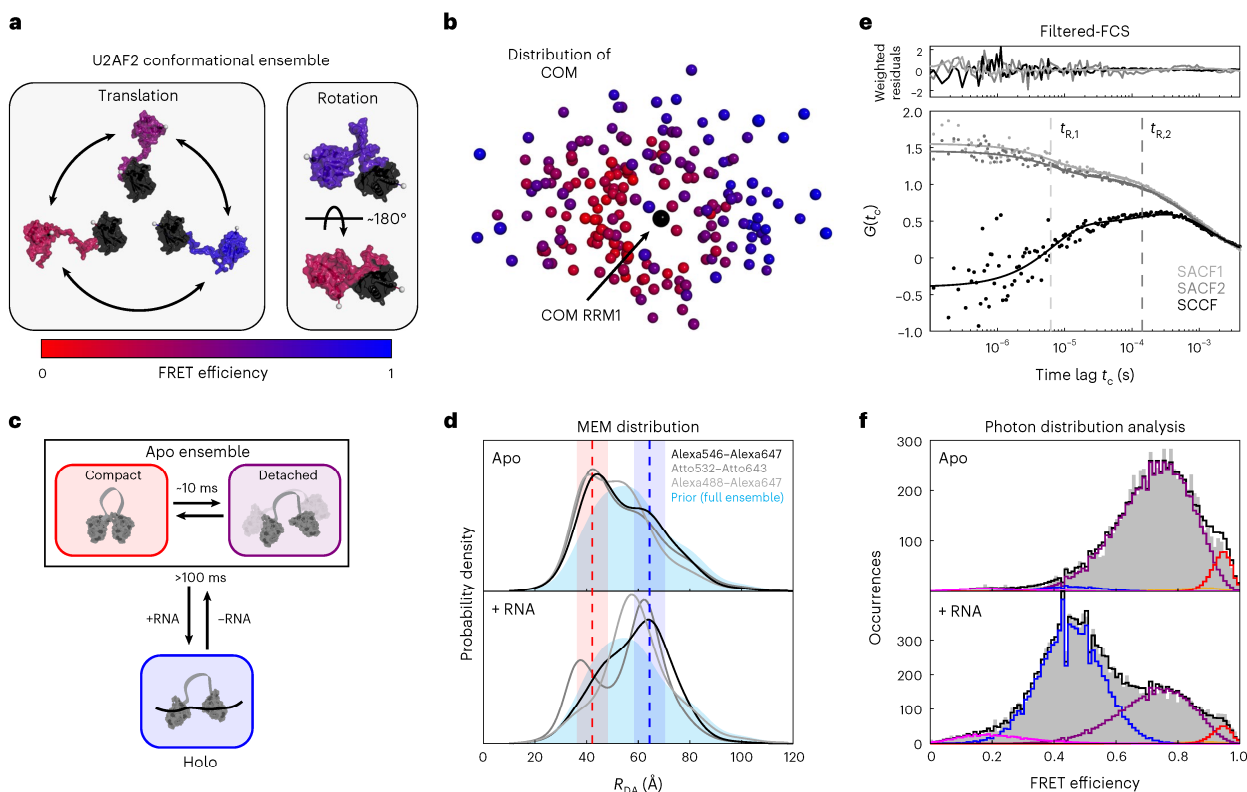 a
U2AF2 conformational ensemble
Translation
Rotation
~180°
0
1
FRET efficiency
b
Distribution of
COM
COM RRM1
c
Apo ensemble
Compact
Detached
~10 ms
>100 ms
+RNA
−RNA
Holo
d
MEM distribution
Apo
Alexa546–Alexa647
Atto532–Atto643
Alexa488–Alexa647
Prior (full ensemble)
+ RNA
Probability density
0
20
40
60
80
100
120
R_DA (Å)
e
Filtered-FCS
Weighted
residuals
2
0
−2
t_R,1
t_R,2
1.5
1.0
0.5
0
−0.5
−1.0
G(t_c)
SACF1
SACF2
SCCF
10⁻⁶
10⁻⁵
10⁻⁴
10⁻³
Time lag t_c (s)
f
Photon distribution analysis
Apo
300
200
100
+ RNA
300
200
100
0
Occurrences
0
0.2
0.4
0.6
0.8
1.0
FRET efficiency